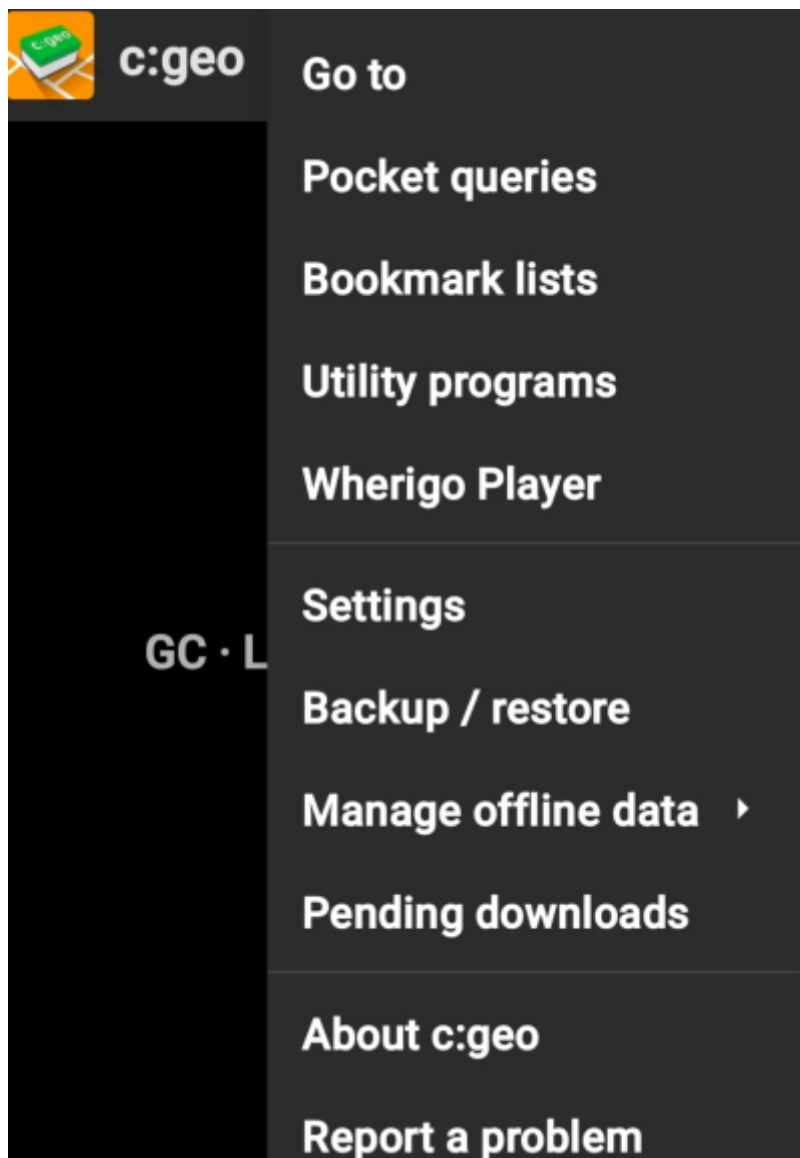 c:geo
c:geo
Go to
Pocket queries
Bookmark lists
Utility programs
Wherigo Player
Settings
GC · L
Backup / restore
Manage offline data
Pending downloads
About c:geo
Report a problem